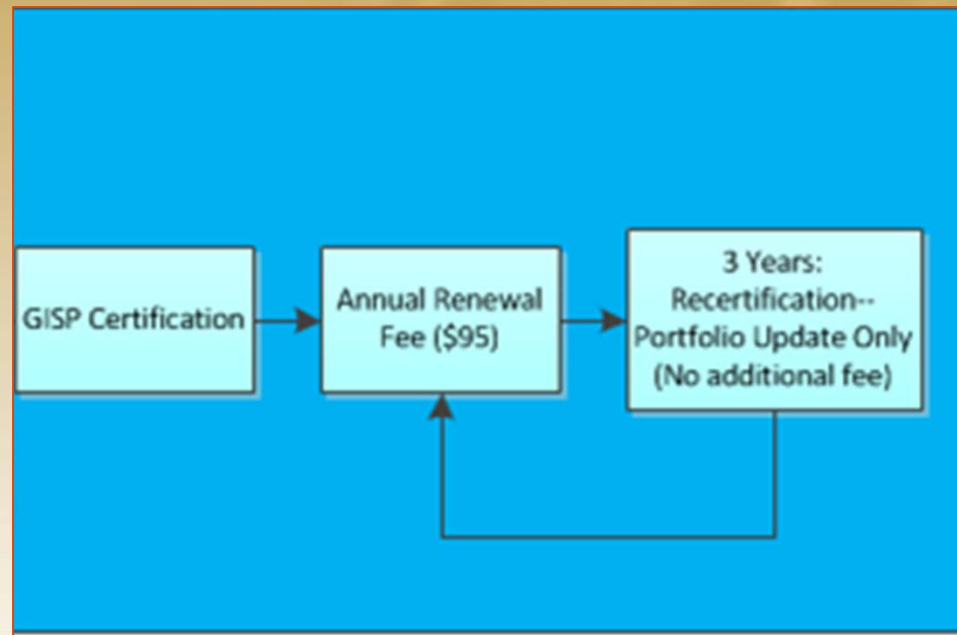 GISP Certification
Annual Renewal
Fee ($95)
3 Years:
Recertification--
Portfolio Update Only
(No additional fee)